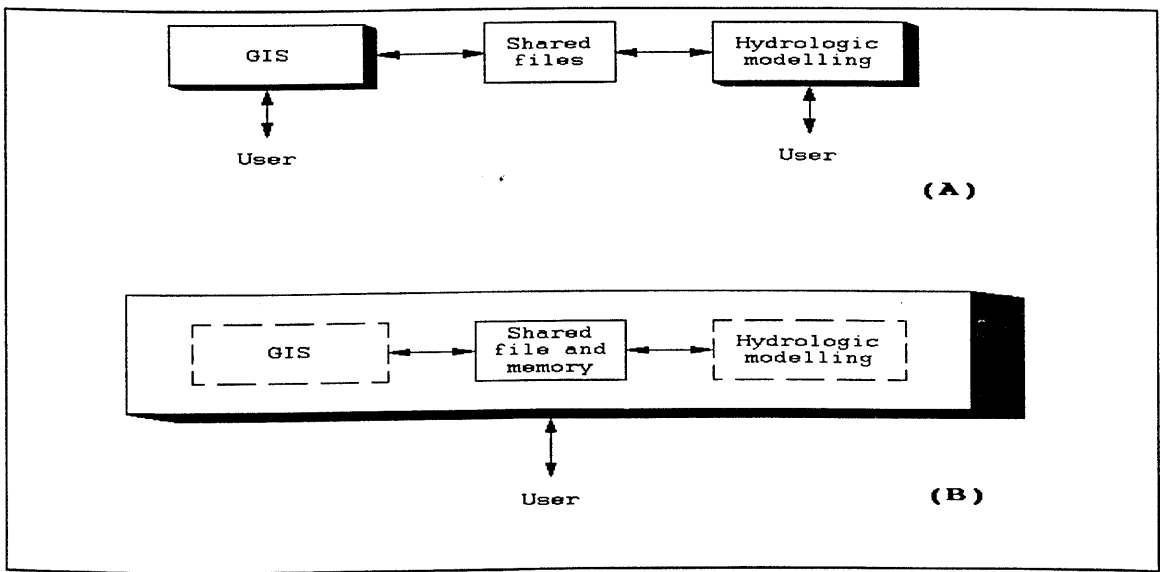 GIS
Shared
files
Hydrologic
modelling
User
User
(A)
GIS
Shared
file and
memory
Hydrologic
modelling
User
(B)